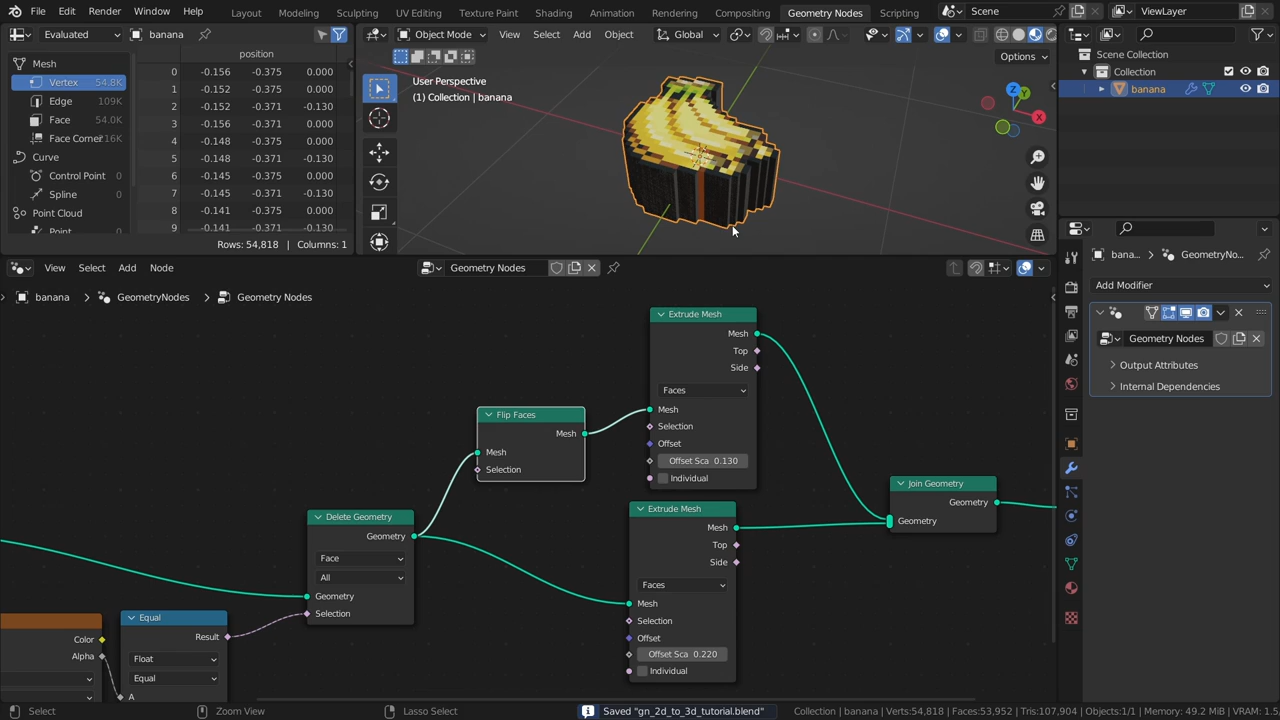 File Edit Render Window Help Layout Modeling Sculpting UV Editing Texture Paint Shading Animation Rendering Compositing Geometry Nodes Scripting Scene ViewLayer
Evaluated banana
position
Mesh
Vertex 54.8K
Edge 109K
Face 54.0K
Face Corner
Curve
Control Point 0
Spline 0
Point Cloud
0 -0.156 -0.375 0.000
1 -0.152 -0.375 0.000
2 -0.152 -0.371 -0.130
3 -0.156 -0.371 0.000
4 -0.148 -0.375 0.000
5 -0.148 -0.371 -0.130
6 -0.145 -0.375 0.000
7 -0.145 -0.371 -0.130
8 -0.141 -0.375 0.000
9 -0.141 -0.371 -0.130
Rows: 54,818 | Columns: 1
Object Mode View Select Add Object Global
Options
User Perspective
(1) Collection | banana
Z
Y
X
Scene Collection
Collection
banana
View Select Add Node Geometry Nodes
banana GeometryNodes Geometry Nodes
Extrude Mesh
Mesh
Top
Side
Faces
Mesh
Selection
Offset
Offset Sca 0.130
Individual
Flip Faces
Mesh
Mesh
Selection
Join Geometry
Geometry
Geometry
Extrude Mesh
Mesh
Top
Side
Faces
Mesh
Selection
Offset
Offset Sca 0.220
Individual
Delete Geometry
Geometry
Face
All
Geometry
Selection
Equal
Result
Float
Equal
A
Color
Alpha
bana... GeometryNo...
Add Modifier
Geometry Nodes
Output Attributes
Internal Dependencies
Select Zoom View Lasso Select Saved "gn_2d_to_3d_tutorial.blend" Collection | banana | Verts:54,818 | Faces:53,952 | Tris:107,904 | Objects:1/1 | Memory: 49.2 MiB | VRAM: 1.5